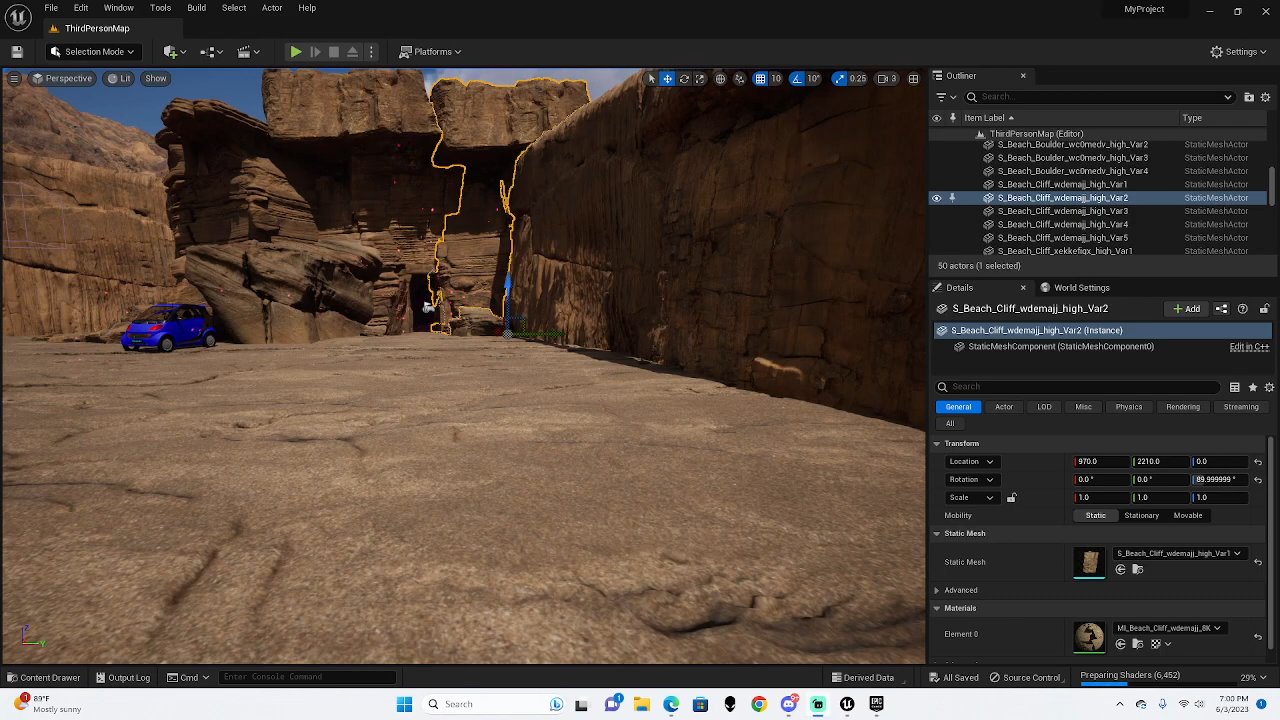 File Edit Window Tools Build Select Actor Help
MyProject
ThirdPersonMap
Selection Mode
Platforms
Settings
Perspective Lit Show
10 10° 0.25 3
Outliner
Search...
Item Label Type
ThirdPersonMap (Editor)
S_Beach_Boulder_wc0medv_high_Var2 StaticMeshActor
S_Beach_Boulder_wc0medv_high_Var3 StaticMeshActor
S_Beach_Boulder_wc0medv_high_Var4 StaticMeshActor
S_Beach_Cliff_wdemajj_high_Var1 StaticMeshActor
S_Beach_Cliff_wdemajj_high_Var2 StaticMeshActor
S_Beach_Cliff_wdemajj_high_Var3 StaticMeshActor
S_Beach_Cliff_wdemajj_high_Var4 StaticMeshActor
S_Beach_Cliff_wdemajj_high_Var5 StaticMeshActor
StaticMeshActor
50 actors (1 selected)
Details World Settings
S_Beach_Cliff_wdemajj_high_Var2
Add
S_Beach_Cliff_wdemajj_high_Var2 (Instance)
StaticMeshComponent (StaticMeshComponent0) Edit in C++
Search
General Actor LOD Misc Physics Rendering Streaming
All
Transform
Location 970.0 2210.0 0.0
Rotation 0.0 ° 0.0 ° 89.999999 °
Scale 1.0 1.0 1.0
Mobility Static Stationary Movable
Static Mesh
Static Mesh S_Beach_Cliff_wdemajj_high_Var1
Advanced
Materials
Element 0 MI_Beach_Cliff_wdemajj_8K
Z
Y
Content Drawer Output Log Cmd Enter Console Command
Derived Data Source Control
Preparing Shaders (6,562) 25%
83°F
Mostly sunny
Search
7:20 PM
6/3/2023